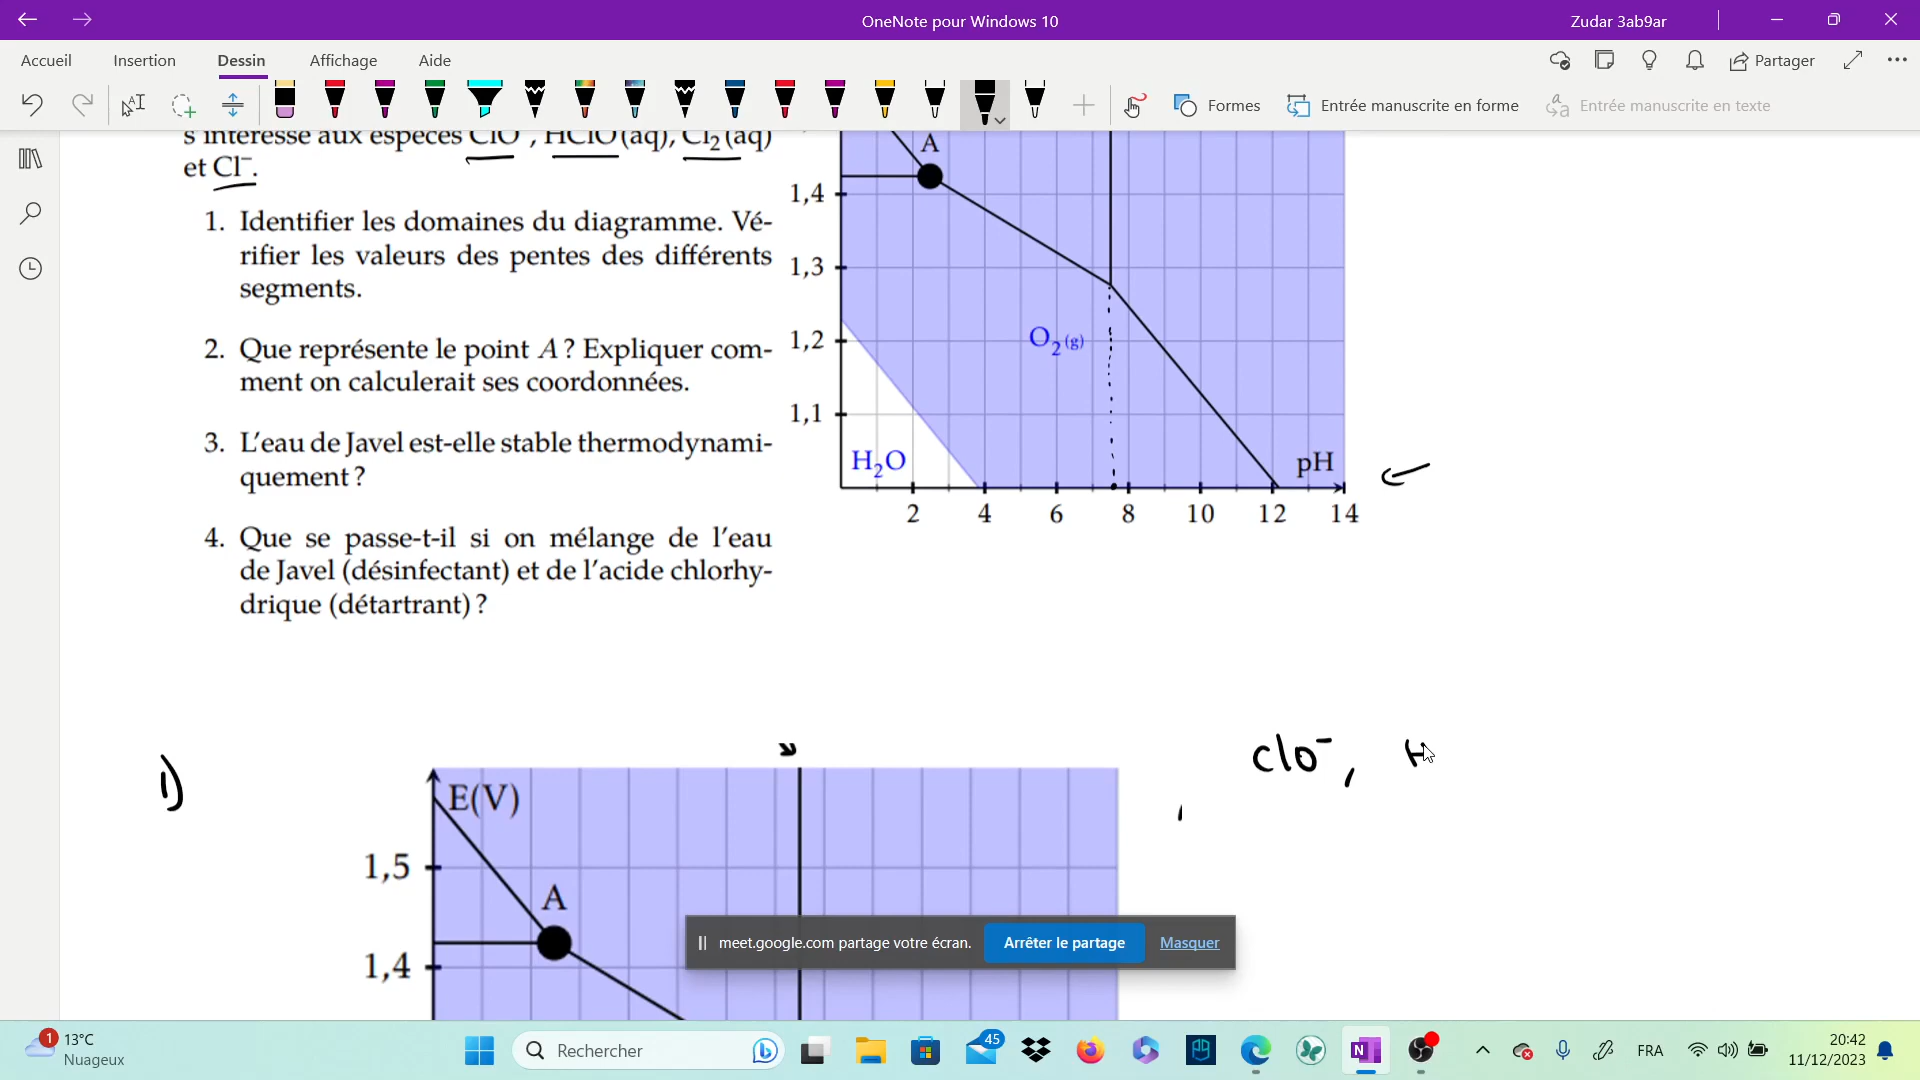 OneNote pour Windows 10
Zudar 3ab9ar
Accueil
Insertion
Dessin
Affichage
Aide
Partager
Formes
Entrée manuscrite en forme
Entrée manuscrite en texte
s'intéresse aux espèces ClO⁻, HClO(aq), Cl₂(aq)
et Cl⁻.
1. Identifier les domaines du diagramme. Vé-
rifier les valeurs des pentes des différents
segments.
2. Que représente le point A ? Expliquer com-
ment on calculerait ses coordonnées.
3. L'eau de Javel est-elle stable thermodynami-
quement ?
4. Que se passe-t-il si on mélange de l'eau
de Javel (désinfectant) et de l'acide chlorhy-
drique (détartrant) ?
A
1,4
1,3
1,2
1,1
O₂(g)
H₂O
pH
2 4 6 8 10 12 14
1)
clo⁻, H
E(V)
1,5
A
1,4
meet.google.com partage votre écran.
Arrêter le partage
Masquer
1
13°C
Nuageux
Rechercher
45
FRA
20:42
11/12/2023